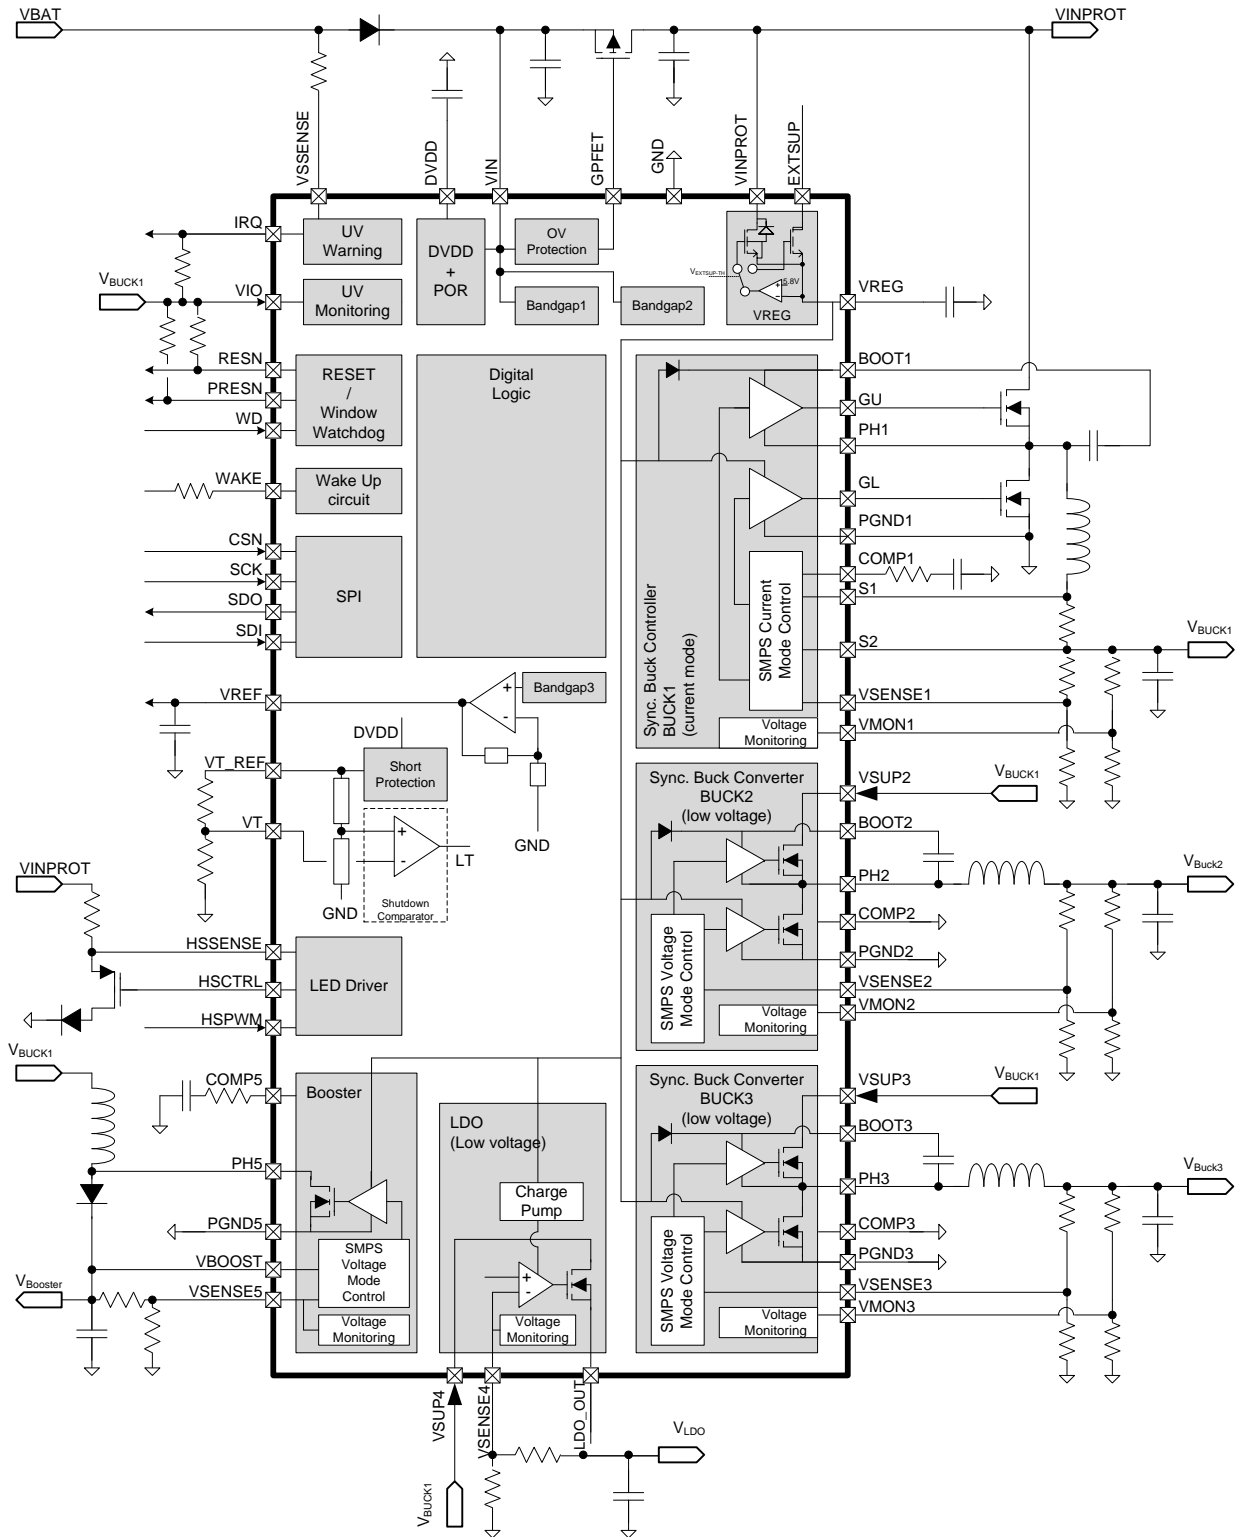 VBAT
VINPROT
VSSENSE
DVDD
VIN
GPFET
GND
VINPROT
EXTSUP
IRQ
UV
Warning
DVDD
+
POR
OV
Protection
VBUCK1
VIO
UV
Monitoring
Bandgap1
Bandgap2
VEXTSUP-TH
5.8V
+
-
VREG
VREG
RESN
PRESN
WD
RESET
/
Window
Watchdog
Digital
Logic
BOOT1
GU
PH1
GL
PGND1
COMP1
S1
S2
VSENSE1
VMON1
VBUCK1
Sync. Buck Controller
BUCK1
(current mode)
SMPS Current
Mode Control
Voltage
Monitoring
WAKE
Wake Up
circuit
CSN
SCK
SDO
SDI
SPI
VREF
+
-
Bandgap3
DVDD
VT_REF
Short
Protection
VT
+
-
LT
GND
GND
Shutdown
Comparator
Sync. Buck Converter
BUCK2
(low voltage)
VSUP2
VBUCK1
BOOT2
PH2
VBuck2
COMP2
PGND2
VSENSE2
VMON2
SMPS Voltage
Mode Control
Voltage
Monitoring
VINPROT
HSSENSE
HSCTRL
HSPWM
LED Driver
VBUCK1
COMP5
Booster
PH5
PGND5
VBOOST
VBooster
VSENSE5
SMPS
Voltage
Mode
Control
Voltage
Monitoring
LDO
(Low voltage)
Charge
Pump
+
-
Voltage
Monitoring
Sync. Buck Converter
BUCK3
(low voltage)
VSUP3
VBUCK1
BOOT3
PH3
VBuck3
COMP3
PGND3
VSENSE3
VMON3
SMPS Voltage
Mode Control
Voltage
Monitoring
VSUP4
VSENSE4
LDO_OUT
VBUCK1
VLDO